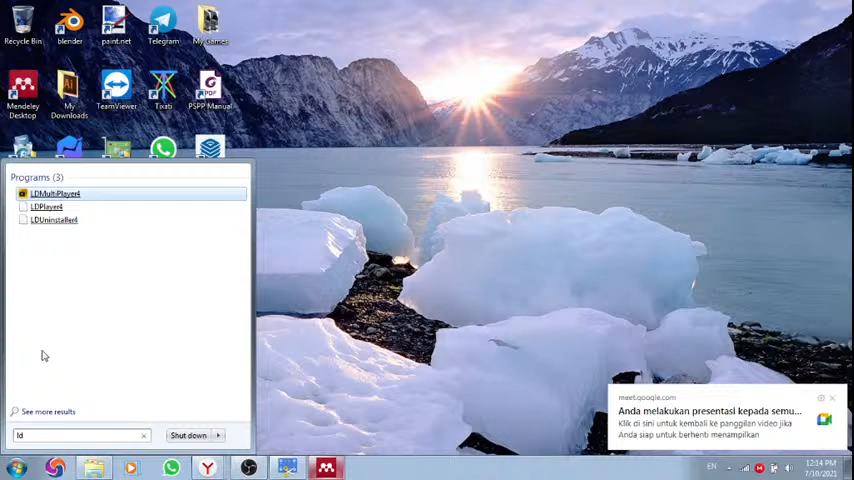 Recycle Bin
blender
paint.net
Telegram
My Games
Mendeley Desktop
My Downloads
TeamViewer
Tixati
PSPP Manual
Programs (3)
LDMultiPlayer4
LDPlayer4
LDUninstaller4
See more results
ld
Shut down
meet.google.com
Anda melakukan presentasi kepada semu...
Klik di sini untuk kembali ke panggilan video jika
Anda siap untuk berhenti menampilkan
EN
12:14 PM
7/10/2021